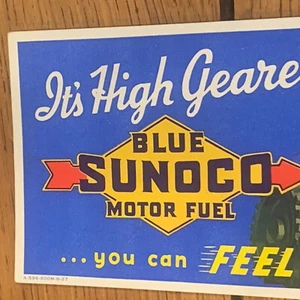 It's High Geare
BLUE
SUNOCO
MOTOR FUEL
...you can FEEL